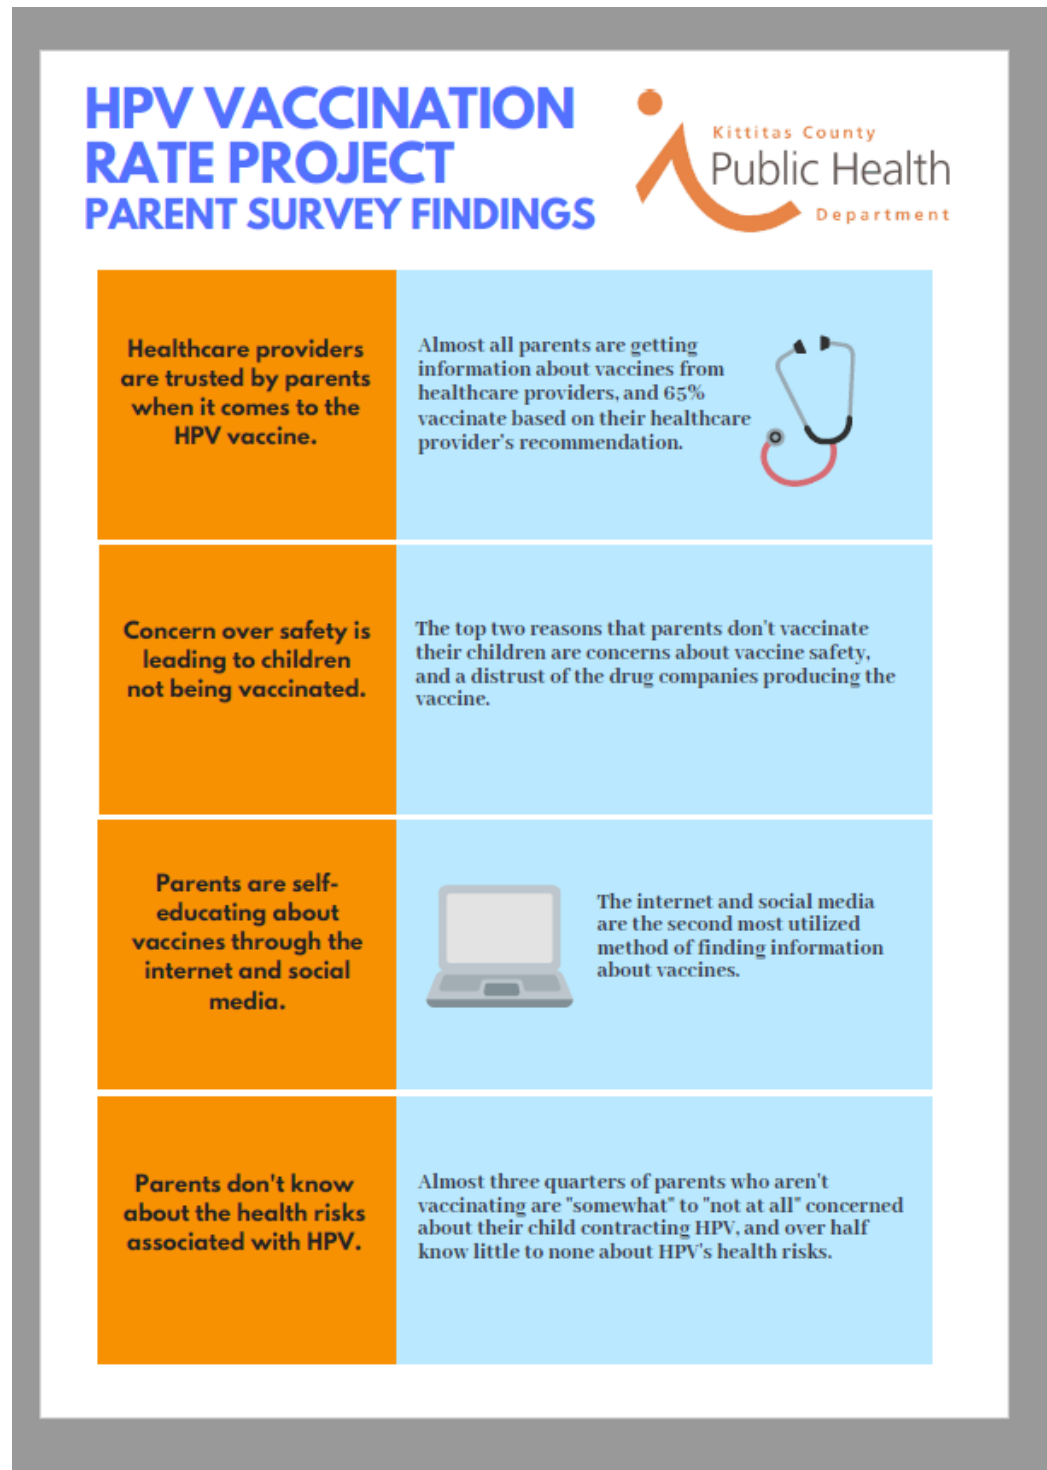 HPV VACCINATION
RATE PROJECT
PARENT SURVEY FINDINGS
Kittitas County
Public Health
Department
Healthcare providers
are trusted by parents
when it comes to the
HPV vaccine.
Almost all parents are getting
information about vaccines from
healthcare providers, and 65%
vaccinate based on their healthcare
provider's recommendation.
Concern over safety is
leading to children
not being vaccinated.
The top two reasons that parents don't vaccinate
their children are concerns about vaccine safety,
and a distrust of the drug companies producing the
vaccine.
Parents are self-
educating about
vaccines through the
internet and social
media.
The internet and social media
are the second most utilized
method of finding information
about vaccines.
Parents don't know
about the health risks
associated with HPV.
Almost three quarters of parents who aren't
vaccinating are "somewhat" to "not at all" concerned
about their child contracting HPV, and over half
know little to none about HPV's health risks.